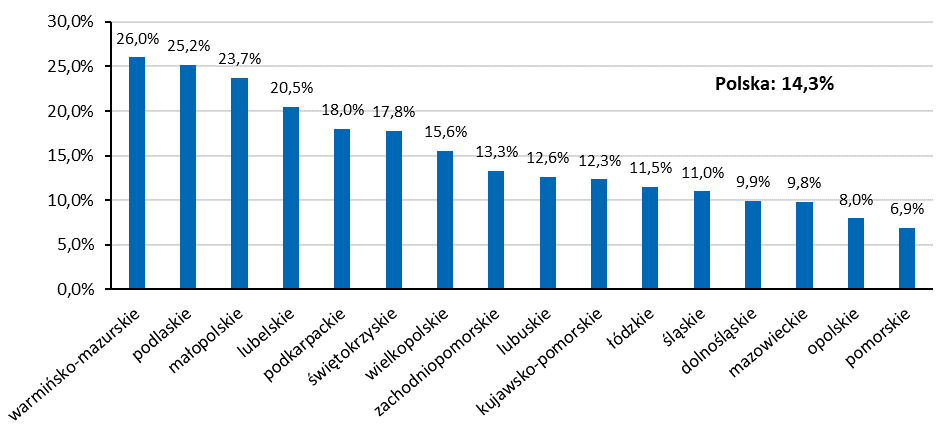 30,0%
25,0%
20,0%
15,0%
10,0%
5,0%
0,0%
26,0%
25,2%
23,7%
20,5%
18,0%
17,8%
15,6%
13,3%
12,6%
12,3%
11,5%
11,0%
9,9%
9,8%
8,0%
6,9%
Polska: 14,3%
warmińsko-mazurskie
podlaskie
małopolskie
lubelskie
podkarpackie
świętokrzyskie
wielkopolskie
zachodniopomorskie
lubuskie
kujawsko-pomorskie
łódzkie
śląskie
dolnośląskie
mazowieckie
opolskie
pomorskie